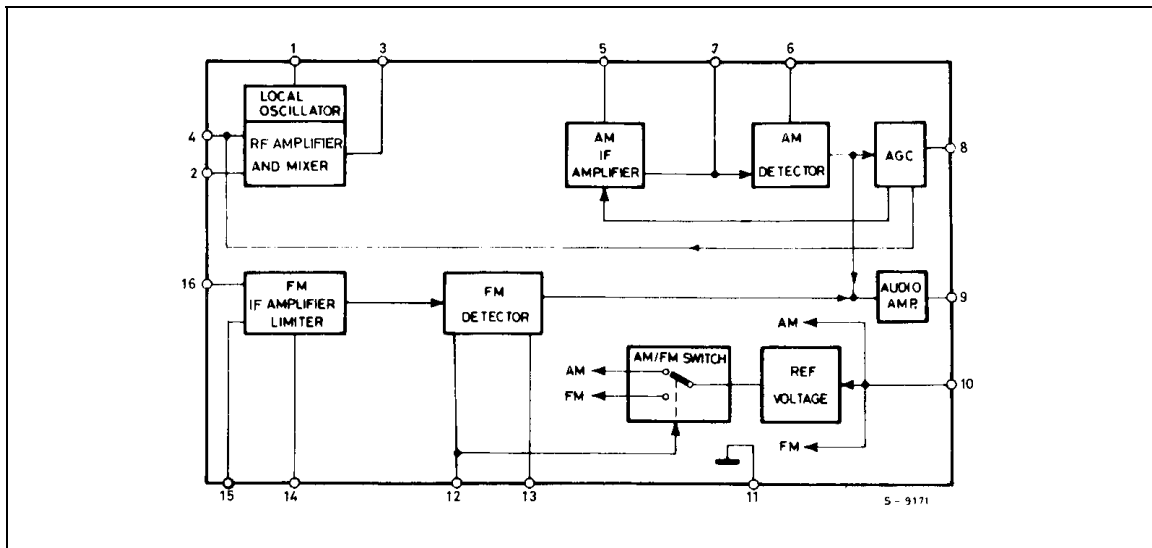 1
3
5
7
6
LOCAL
OSCILLATOR
4
RF AMPLIFIER
AND MIXER
2
AM
IF
AMPLIFIER
AM
DETECTOR
AGC
8
16
FM
IF AMPLIFIER
LIMITER
FM
DETECTOR
AUDIO
AMP.
9
AM
AM/FM SWITCH
AM
FM
REF
VOLTAGE
10
FM
15
14
12
13
11
S - 9171